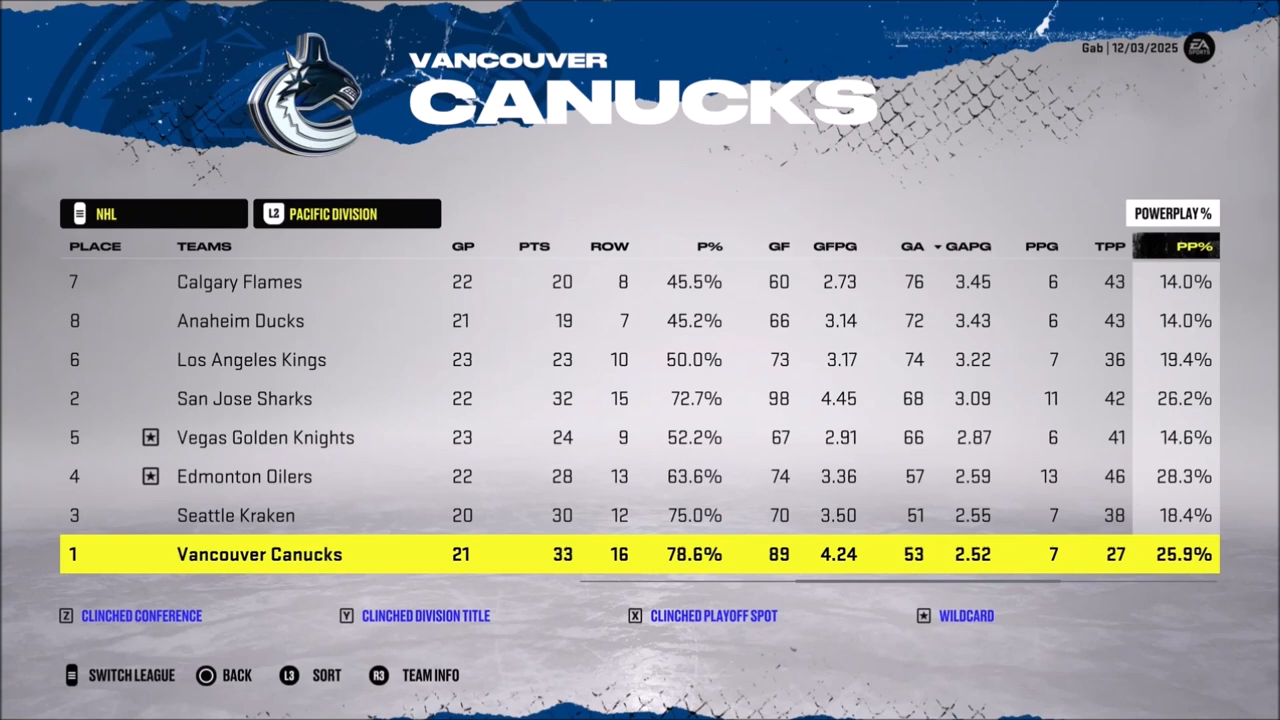 VANCOUVER
CANUCKS
Gab | 12/03/2025
EA
SPORTS
NHL
L2 PACIFIC DIVISION
POWERPLAY %
PLACE TEAMS GP PTS ROW P% GF GFPG GA GAPG PPG TPP PP%
7 Calgary Flames 22 20 8 45.5% 60 2.73 76 3.45 6 43 14.0%
8 Anaheim Ducks 21 19 7 45.2% 66 3.14 72 3.43 6 43 14.0%
6 Los Angeles Kings 23 23 10 50.0% 73 3.17 74 3.22 7 36 19.4%
2 San Jose Sharks 22 32 15 72.7% 98 4.45 68 3.09 11 42 26.2%
5 Vegas Golden Knights 23 24 9 52.2% 67 2.91 66 2.87 6 41 14.6%
4 Edmonton Oilers 22 28 13 63.6% 74 3.36 57 2.59 13 46 28.3%
3 Seattle Kraken 20 30 12 75.0% 70 3.50 51 2.55 7 38 18.4%
1 Vancouver Canucks 21 33 16 78.6% 89 4.24 53 2.52 7 27 25.9%
Z CLINCHED CONFERENCE Y CLINCHED DIVISION TITLE X CLINCHED PLAYOFF SPOT WILDCARD
SWITCH LEAGUE BACK L3 SORT R3 TEAM INFO